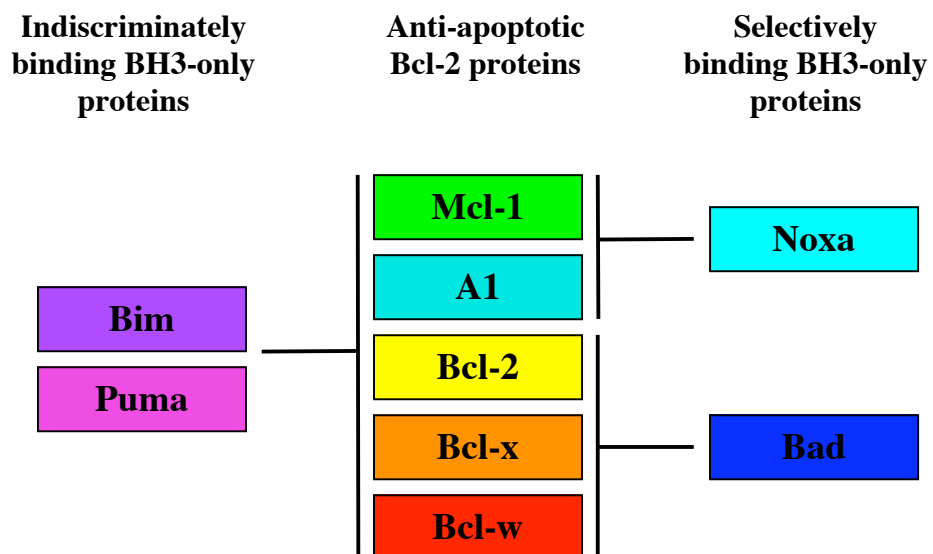 Indiscriminately
binding BH3-only
proteins
Anti-apoptotic
Bcl-2 proteins
Selectively
binding BH3-only
proteins
Bim
Puma
Mcl-1
A1
Bcl-2
Bcl-x
Bcl-w
Noxa
Bad